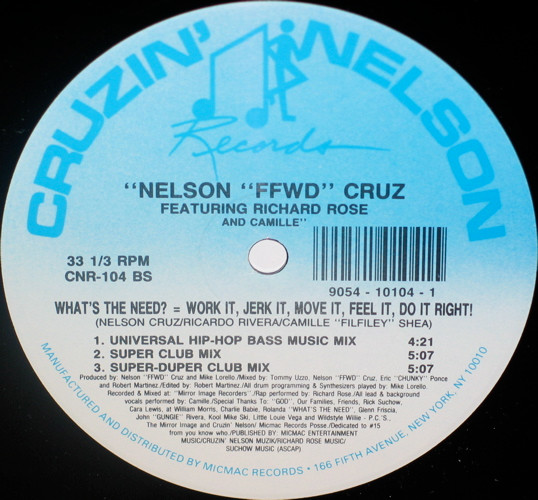 CRUZIN' NELSON
Records
"NELSON "FFWD" CRUZ
FEATURING RICHARD ROSE
AND CAMILLE"
33 1/3 RPM
CNR-104 BS
9054 - 10104 - 1
WHAT'S THE NEED? = WORK IT, JERK IT, MOVE IT, FEEL IT, DO IT RIGHT!
(NELSON CRUZ/RICARDO RIVERA/CAMILLE "FILFILEY" SHEA)
1. UNIVERSAL HIP-HOP BASS MUSIC MIX 4:21
2. SUPER CLUB MIX 5:07
3. SUPER-DUPER CLUB MIX 5:07
Produced by: Nelson "FFWD" Cruz and Mike Lorello/Mixed by: Tommy Uzzo, Nelson "FFWD" Cruz, Eric "CHUNKY" Ponce
and Robert Martinez./Edited by: Robert Martinez./All drum programming & Synthesizers played by: Mike Lorello.
Recorded & Mixed at: "Mirror Image Recorders"/Rap performed by: Richard Rose./All lead & background
vocals performed by: Camille./Special Thanks To: "GOD", Our Families, Friends, Rick Suchow,
Cara Lewis, at William Morris, Charlie Babie, Rolanda "WHAT'S THE NEED", Glenn Friscia,
John "GUNGIE" Rivera, Kool Mike Ski, Little Louie Vega and Wildstyle Willie - P.C.'S.,
The Mirror Image and Cruzin' Nelson/ Micmac Records Posse./Dedicated to #15
from you know who/PUBLISHED BY: MICMAC ENTERTAINMENT
MUSIC/CRUZIN' NELSON MUZIK/RICHARD ROSE MUSIC/
SUCHOW MUSIC (ASCAP)
MANUFACTURED AND DISTRIBUTED BY MICMAC RECORDS • 166 FIFTH AVENUE, NEW YORK, NY 10010